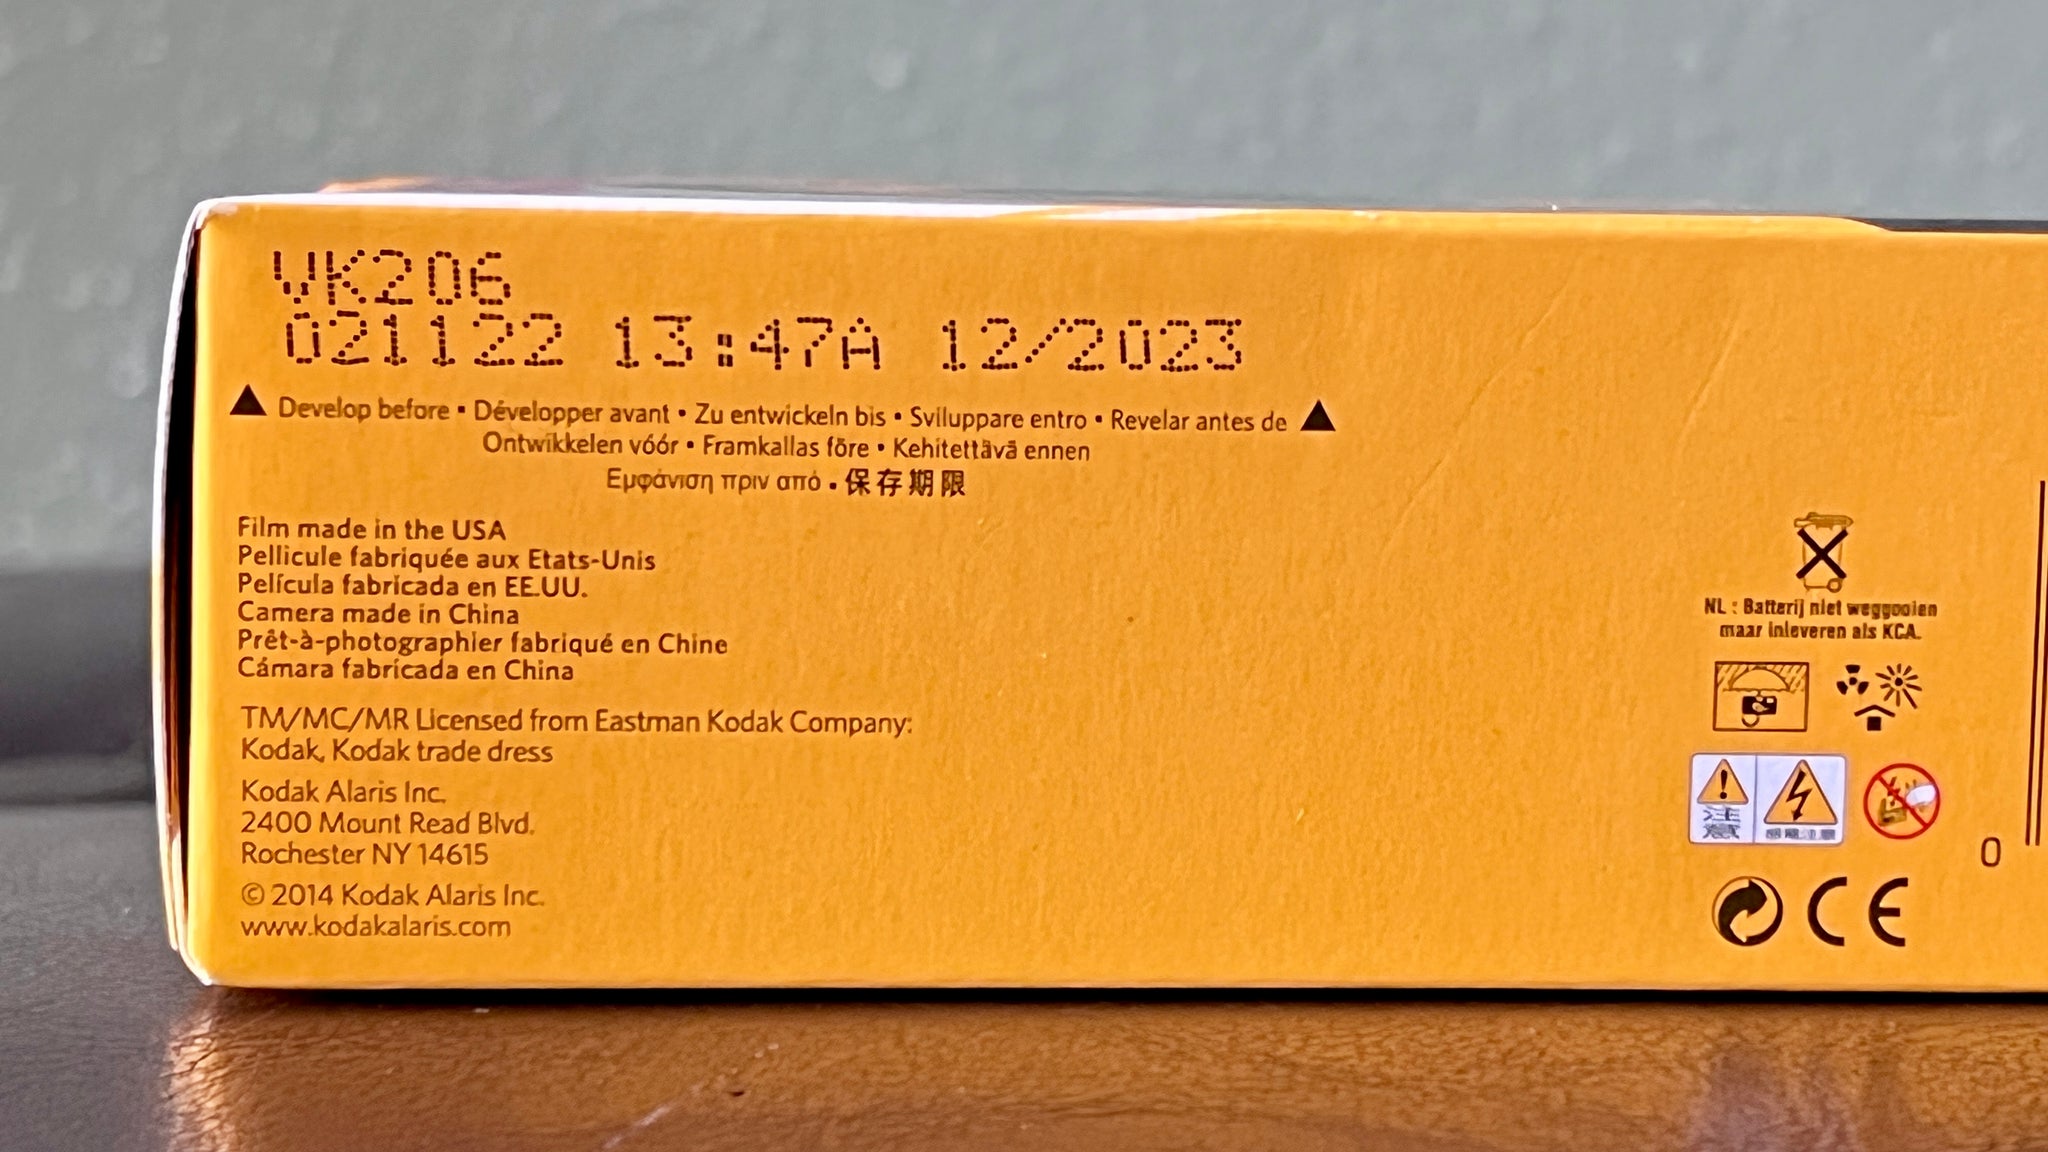 VK206
021122 13:47A 12/2023
▲ Develop before • Développer avant • Zu entwickeln bis • Sviluppare entro • Revelar antes de ▲
Ontwikkelen vóór • Framkallas före • Kehitettävä ennen
Εμφάνιση πριν από • 保存期限
Film made in the USA
Pellicule fabriquée aux Etats-Unis
Película fabricada en EE.UU.
Camera made in China
Prêt-à-photographier fabriqué en Chine
Cámara fabricada en China
TM/MC/MR Licensed from Eastman Kodak Company:
Kodak, Kodak trade dress
Kodak Alaris Inc.
2400 Mount Read Blvd.
Rochester NY 14615
© 2014 Kodak Alaris Inc.
www.kodakalaris.com
NL : Batterij niet weggooien
maar inleveren als KCA.
注
意
0
CE